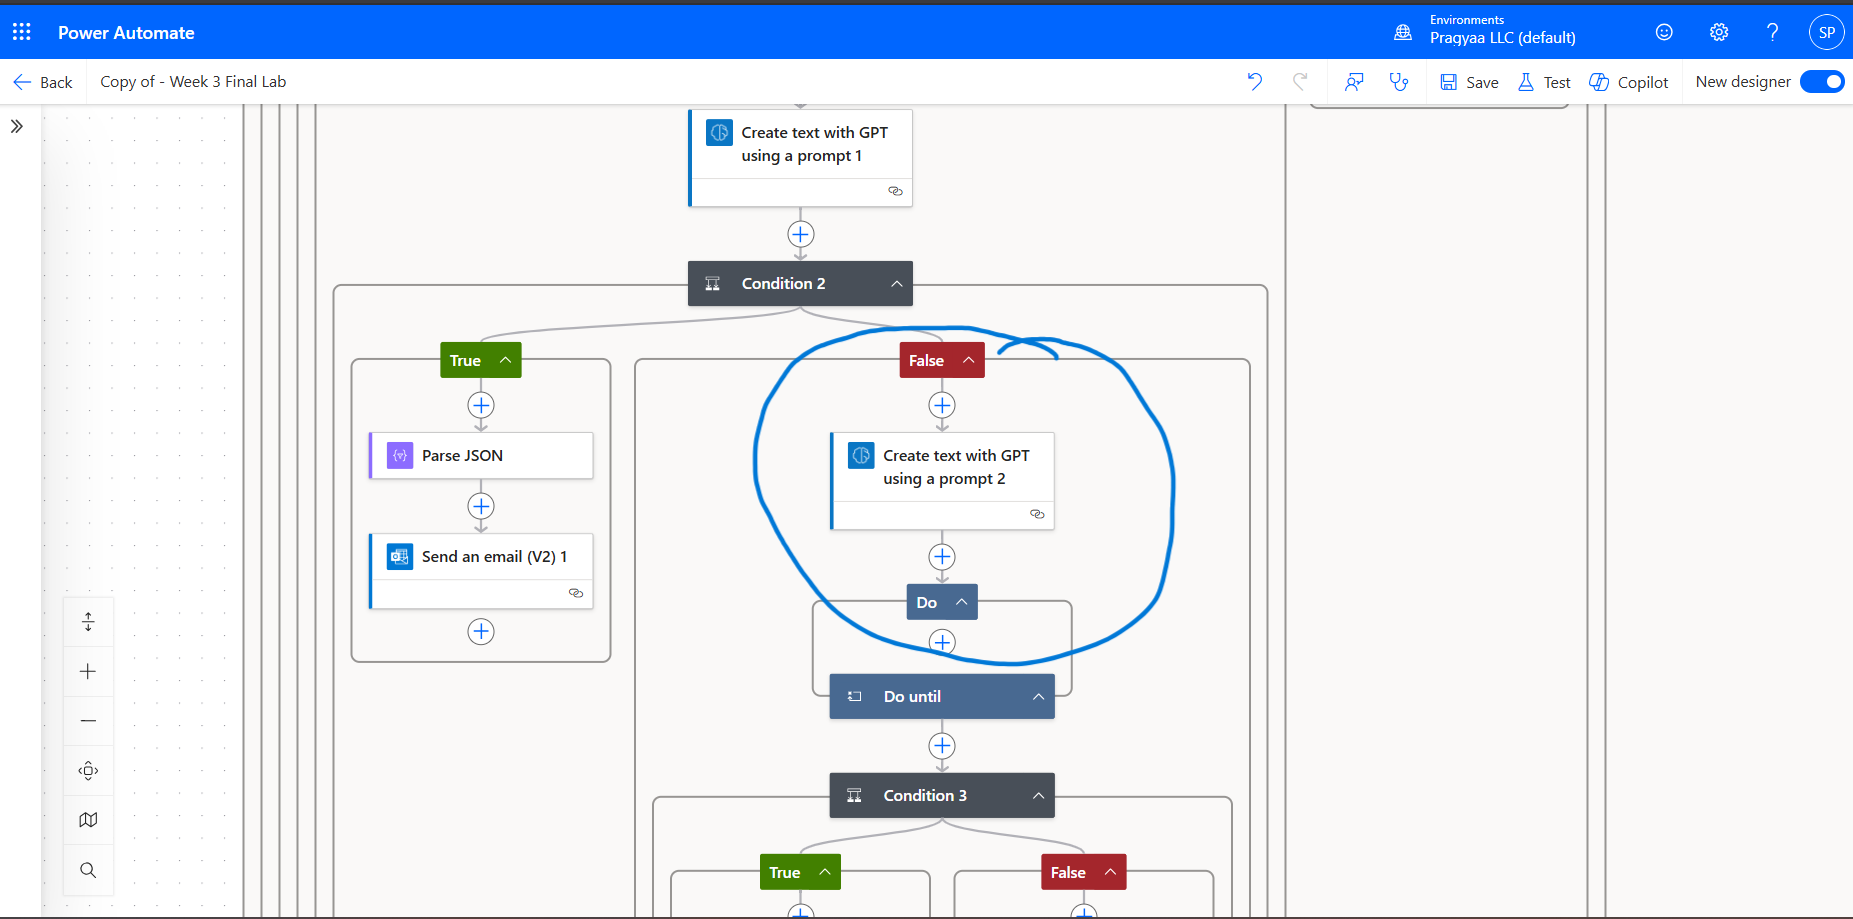 Power Automate
Environments
Pragyaa LLC (default)
SP
Back
Copy of - Week 3 Final Lab
Save
Test
Copilot
New designer
Create text with GPT
using a prompt 1
Condition 2
True
False
Parse JSON
Create text with GPT
using a prompt 2
Send an email (V2) 1
Do
Do until
Condition 3
True
False